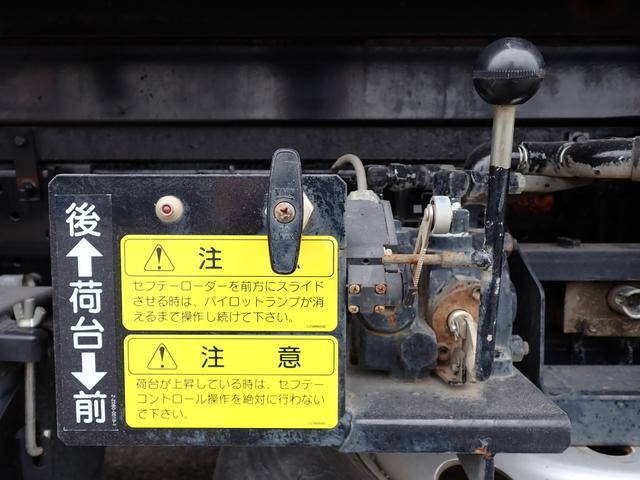 後
荷
台
前
注
セフテーローダーを前方にスライド
させる時は、パイロットランプが消
えるまで操作し続けて下さい。
注 意
荷台が上昇している時は、セフテー
コントロール操作を絶対に行わない
で下さい。